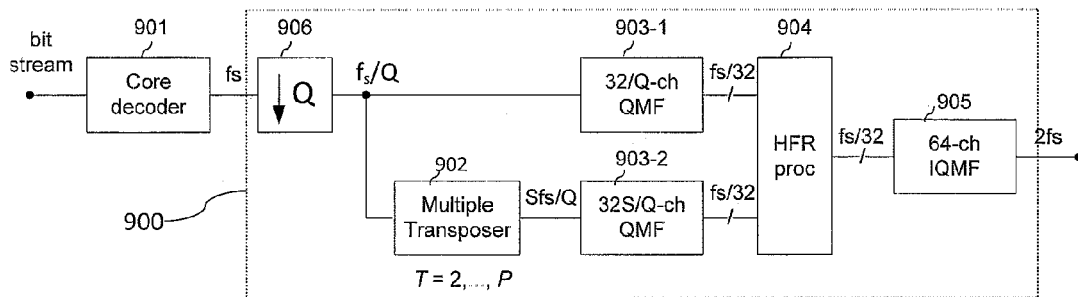 901
906
903-1
904
bit
stream
Core
decoder
fs
Q
fs/Q
32/Q-ch
QMF
fs/32
HFR
proc
905
fs/32
64-ch
IQMF
2fs
900
902
Multiple
Transposer
Sfs/Q
903-2
32S/Q-ch
QMF
fs/32
T = 2,..., P